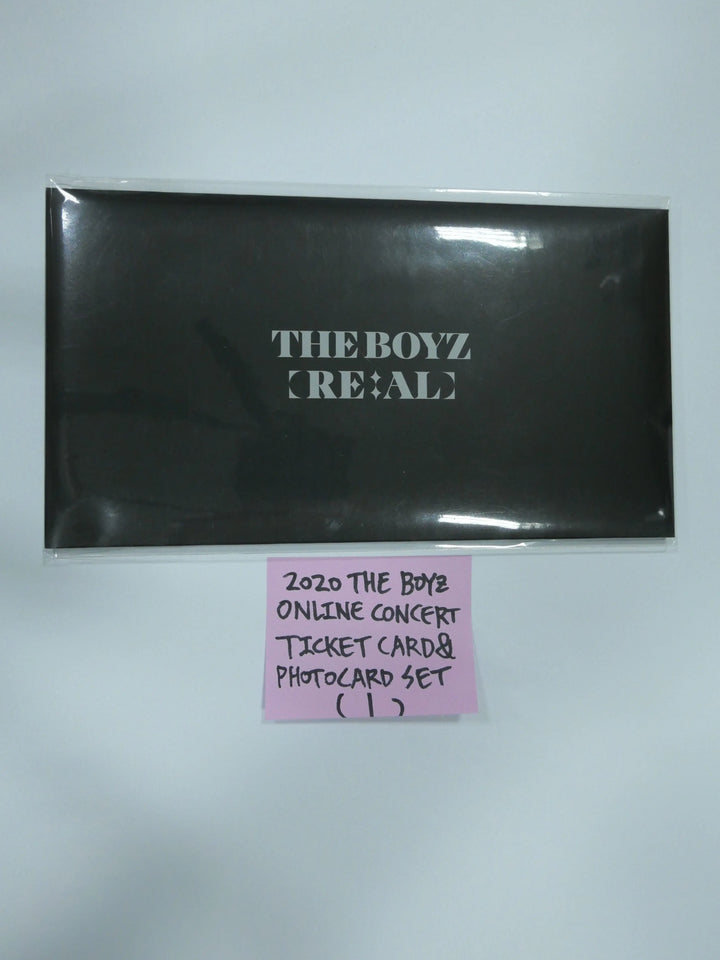 THE BOYZ
[RE:AL]
2020 THE BOYZ
ONLINE CONCERT
TICKET CARD&
PHOTOCARD SET
(1)